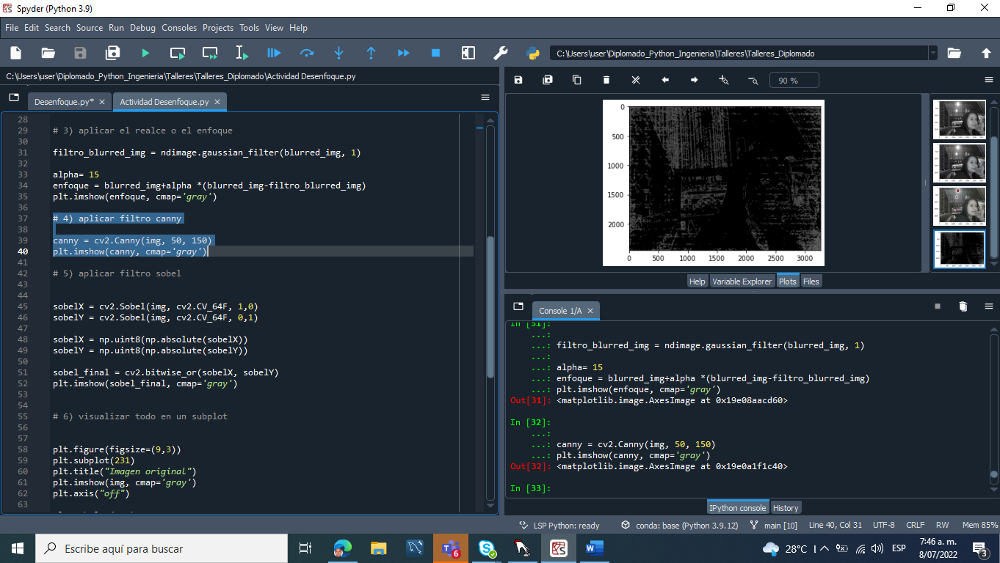 Spyder (Python 3.9)
File Edit Search Source Run Debug Consoles Projects Tools View Help
C:\Users\user\Diplomado_Python_Ingenieria\Talleres\Talleres_Diplomado
C:\Users\user\Diplomado_Python_Ingenieria\Talleres\Talleres_Diplomado\Actividad Desenfoque.py
Desenfoque.py*
Actividad Desenfoque.py
28
29 # 3) aplicar el realce o el enfoque
30
31 filtro_blurred_img = ndimage.gaussian_filter(blurred_img, 1)
32
33 alpha= 15
34 enfoque = blurred_img+alpha *(blurred_img-filtro_blurred_img)
35 plt.imshow(enfoque, cmap='gray')
36
37 # 4) aplicar filtro canny
38
39 canny = cv2.Canny(img, 50, 150)
40 plt.imshow(canny, cmap='gray')
41
42 # 5) aplicar filtro sobel
43
44
45 sobelX = cv2.Sobel(img, cv2.CV_64F, 1,0)
46 sobelY = cv2.Sobel(img, cv2.CV_64F, 0,1)
47
48 sobelX = np.uint8(np.absolute(sobelX))
49 sobelY = np.uint8(np.absolute(sobelY))
50
51 sobel_final = cv2.bitwise_or(sobelX, sobelY)
52 plt.imshow(sobel_final, cmap='gray')
53
54
55 # 6) visualizar todo en un subplot
56
57
58 plt.figure(figsize=(9,3))
59 plt.subplot(231)
60 plt.title("Imagen original")
61 plt.imshow(img, cmap='gray')
62 plt.axis("off")
63
90 %
0
500
1000
1500
2000
0 500 1000 1500 2000 2500 3000
Help Variable Explorer Plots Files
Console 1/A
In [31]:
...:
...: filtro_blurred_img = ndimage.gaussian_filter(blurred_img, 1)
...:
...: alpha= 15
...: enfoque = blurred_img+alpha *(blurred_img-filtro_blurred_img)
...: plt.imshow(enfoque, cmap='gray')
Out[31]: <matplotlib.image.AxesImage at 0x19e08aacd60>
In [32]:
...:
...: canny = cv2.Canny(img, 50, 150)
...: plt.imshow(canny, cmap='gray')
Out[32]: <matplotlib.image.AxesImage at 0x19e0a1f1c40>
In [33]:
IPython console History
LSP Python: ready conda: base (Python 3.9.12) main [10] Line 40, Col 31 UTF-8 CRLF RW Mem 85%
Escribe aquí para buscar
6
28°C
ESP
7:46 a. m.
8/07/2022
3